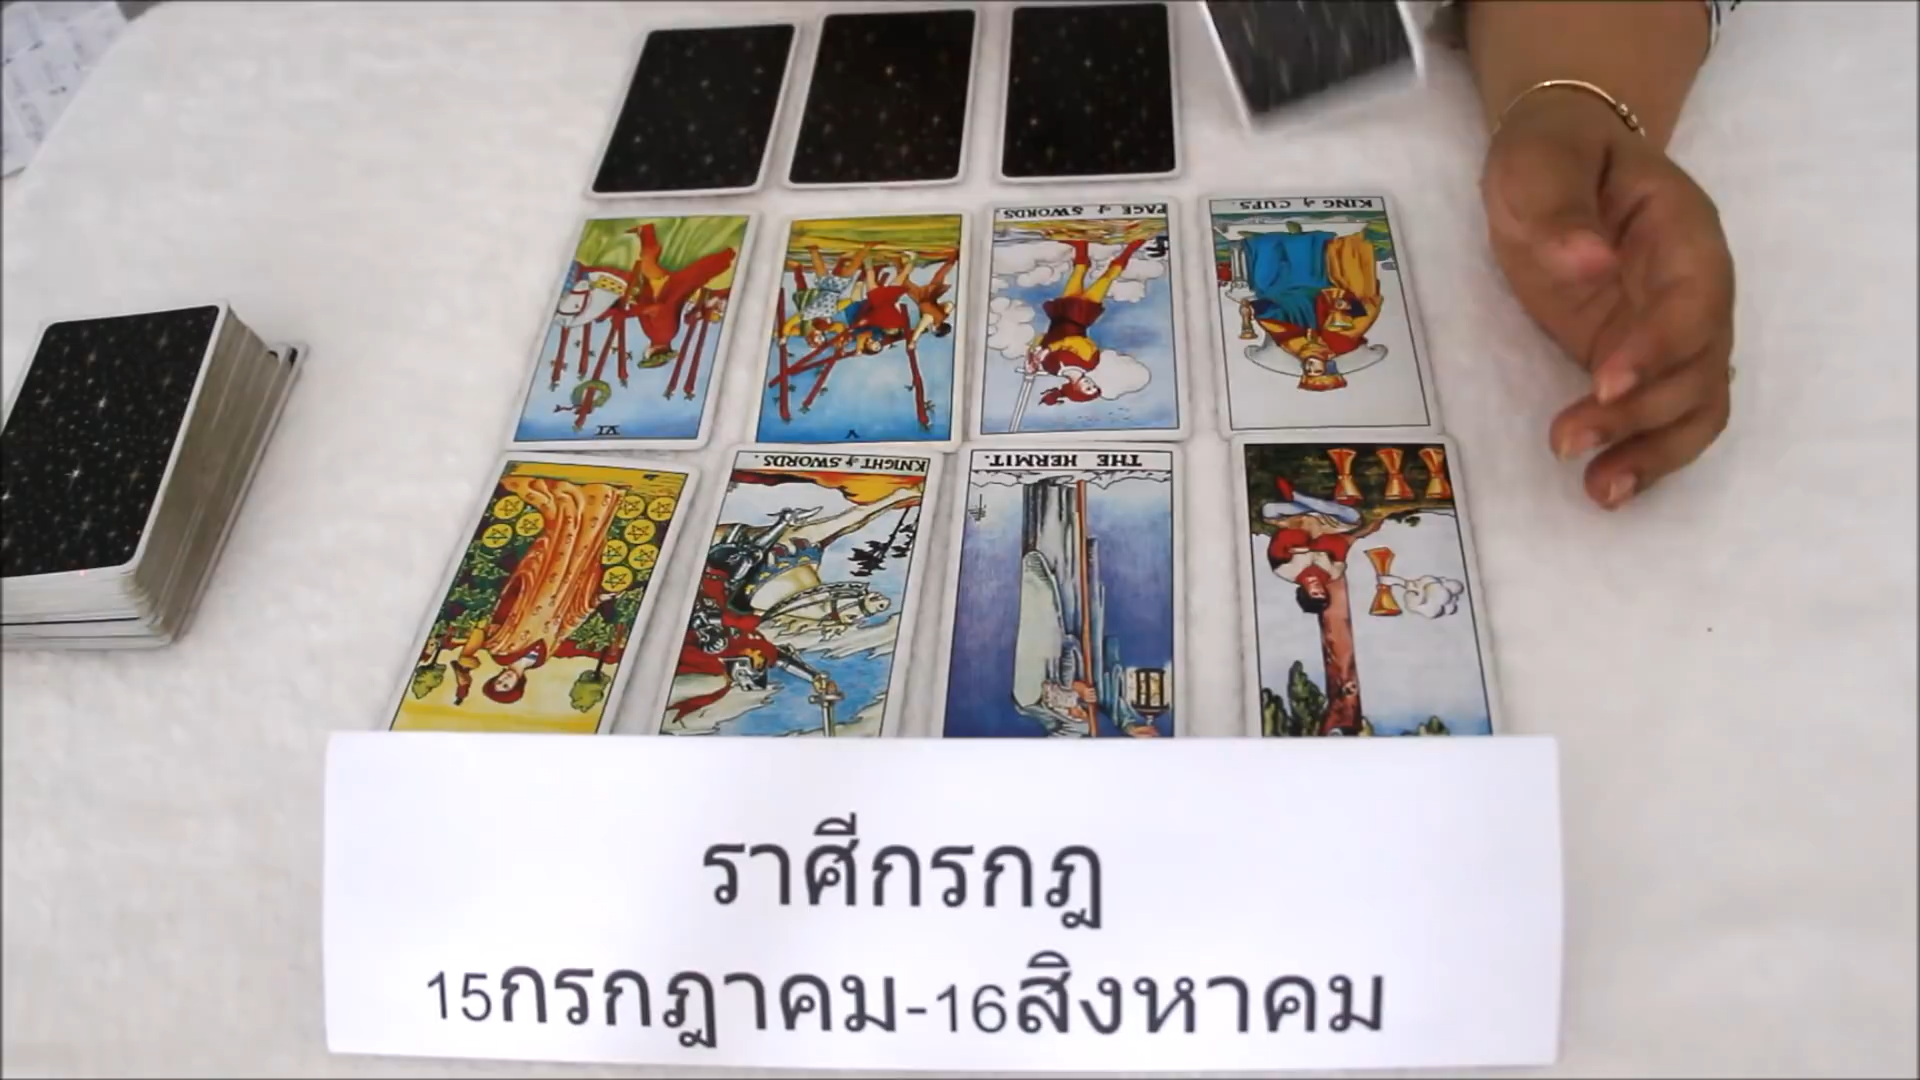 PAGE of SWORDS.
KING of CUPS.
VI
V
KNIGHT of SWORDS.
THE HERMIT.
ราศีกรกฎ
15กรกฎาคม-16สิงหาคม